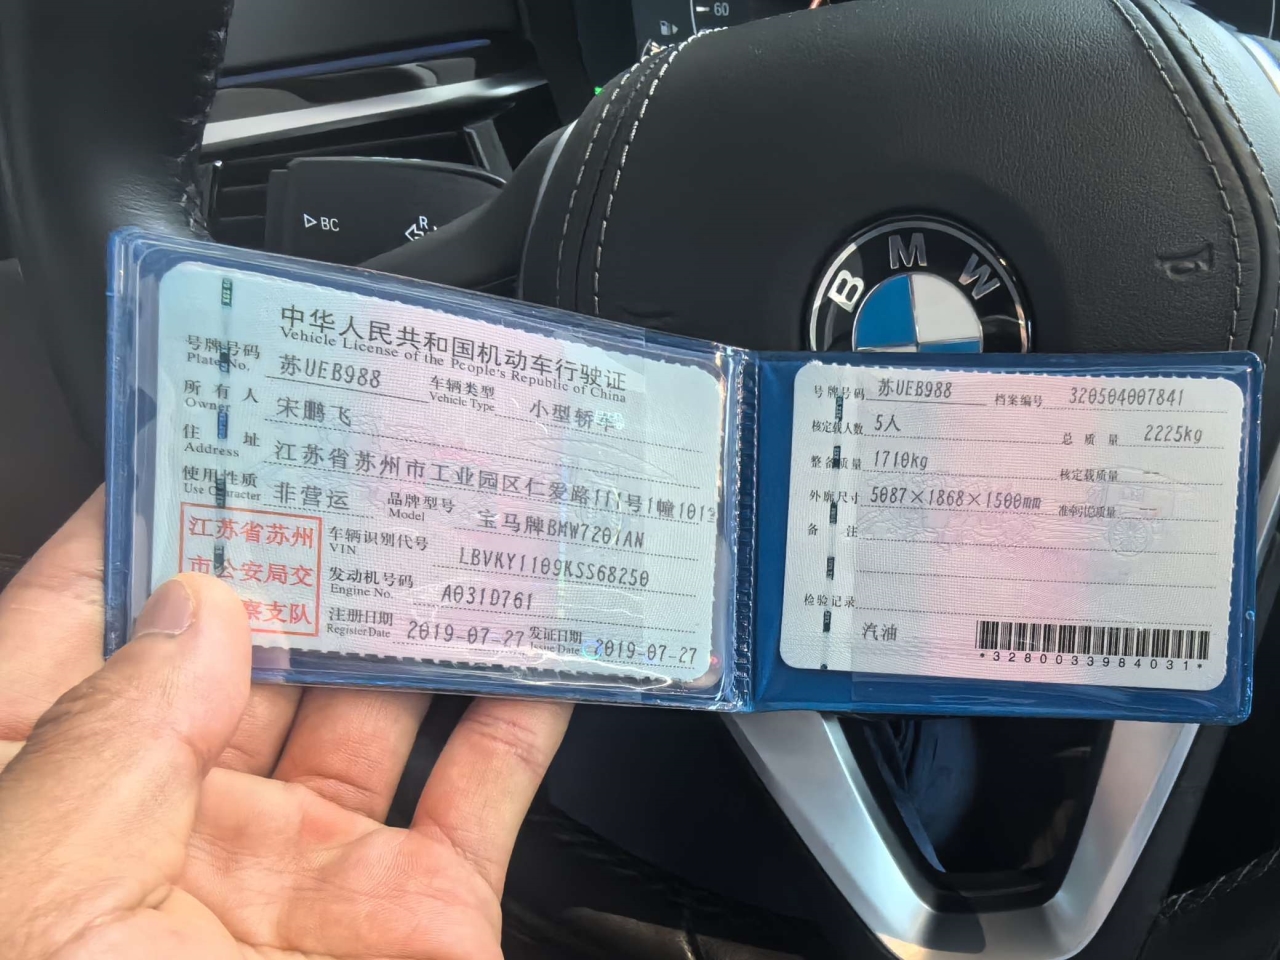 60
BC
R
BMW
中华人民共和国机动车行驶证
Vehicle License of the People's Republic of China
号牌号码 苏UEB988 车辆类型 小型轿车
Plate No. Vehicle Type
所有人 宋鹏飞
Owner
住址 江苏省苏州市工业园区仁爱路111号1幢101
Address
使用性质 非营运 品牌型号 宝马牌BMW7201AN
Use Character Model
江苏省苏州
市公安局交
察支队
车辆识别代号 LBVKY1109KSS68250
VIN
发动机号码 A031D761
Engine No.
注册日期 2019-07-27 发证日期 2019-07-27
Register Date Issue Date
号牌号码 苏UEB988 档案编号 320504007841
核定载人数 5人 总质量 2225kg
整备质量 1710kg 核定载质量 --
外廓尺寸 5087×1868×1500mm 准牵引总质量 --
备注
检验记录
汽油
*3280033984031*